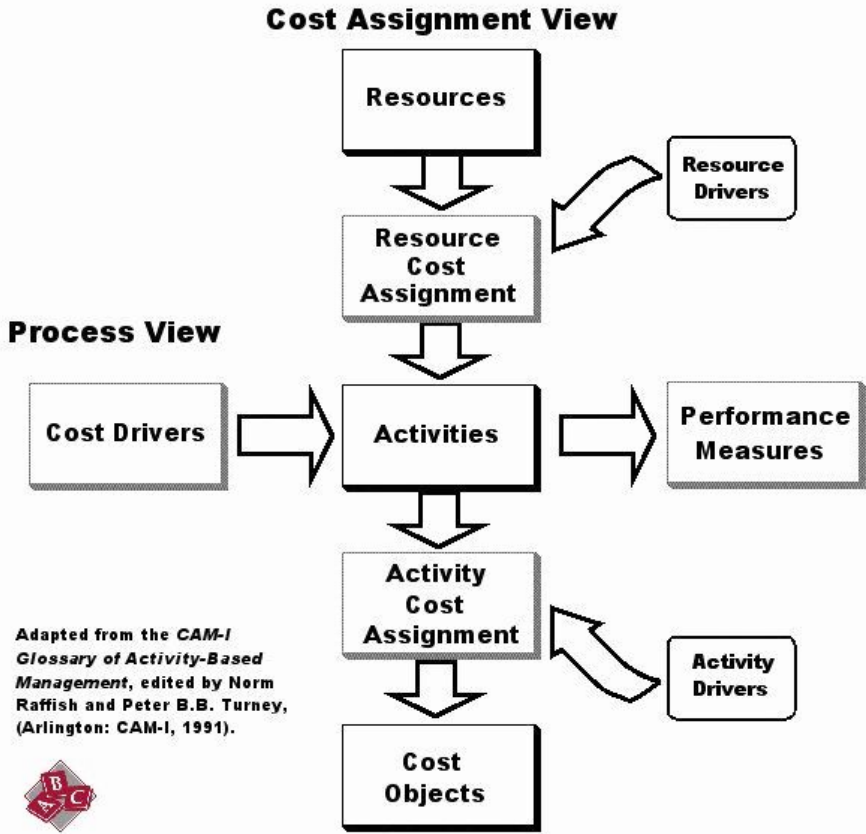 Cost Assignment View
Resources
Resource
Drivers
Resource
Cost
Assignment
Process View
Cost Drivers
Activities
Performance
Measures
Activity
Cost
Assignment
Adapted from the CAM-I
Glossary of Activity-Based
Management, edited by Norm
Raffish and Peter B.B. Turney,
(Arlington: CAM-I, 1991).
Activity
Drivers
Cost
Objects
A B C